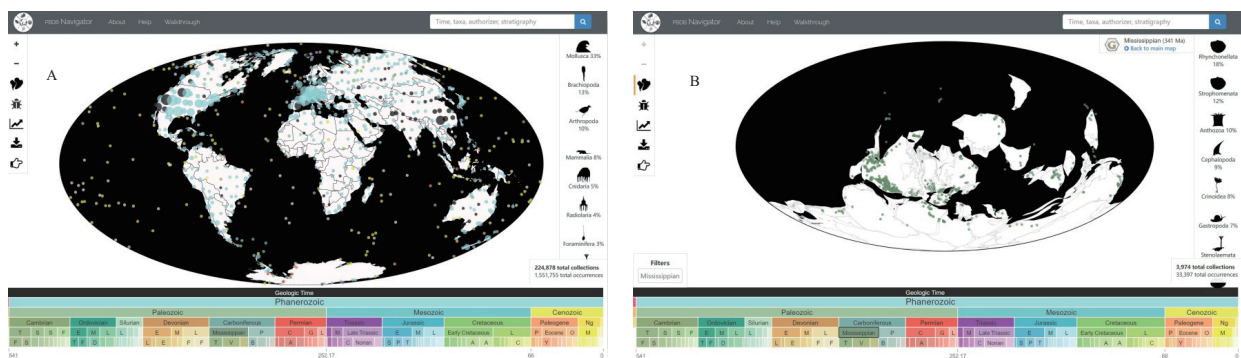 PBDB Navigator About Help Walkthrough
Time, taxa, authorizer, stratigraphy
A
Mollusca 33%
Brachiopoda
13%
Arthropoda
10%
Mammalia 8%
Cnidaria 5%
Radiolaria 4%
Foraminifera 3%
224,878 total collections
1,551,755 total occurrences
Geologic Time
Phanerozoic
Paleozoic Mesozoic Cenozoic
Cambrian Ordovician Silurian Devonian Carboniferous Permian Triassic Jurassic Cretaceous Paleogene Ng
T S S F E M L L E M L Mississippian P C G L M Late Triassic E M L Early Cretaceous L P Eocene O M
F S T F D L E F F T V B A C Norian S P T A A C Y
541 252.17 66 0
PBDB Navigator About Help Walkthrough
Time, taxa, authorizer, stratigraphy
B
Mississippian (341 Ma)
Back to main map
Rhynchonellata
18%
Strophomenata
12%
Anthozoa 10%
Cephalopoda
9%
Crinoidea 8%
Gastropoda 7%
Stenolaemata
Filters
Mississippian
3,974 total collections
33,397 total occurrences
Geologic Time
Phanerozoic
Paleozoic Mesozoic Cenozoic
Cambrian Ordovician Silurian Devonian Carboniferous Permian Triassic Jurassic Cretaceous Paleogene Ng
T S S F E M L L E M L Mississippian P C G L M Late Triassic E M L Early Cretaceous L P Eocene O M
F S T F D L E F F T V B A C Norian S P T A A C Y
541 252.17 66 0